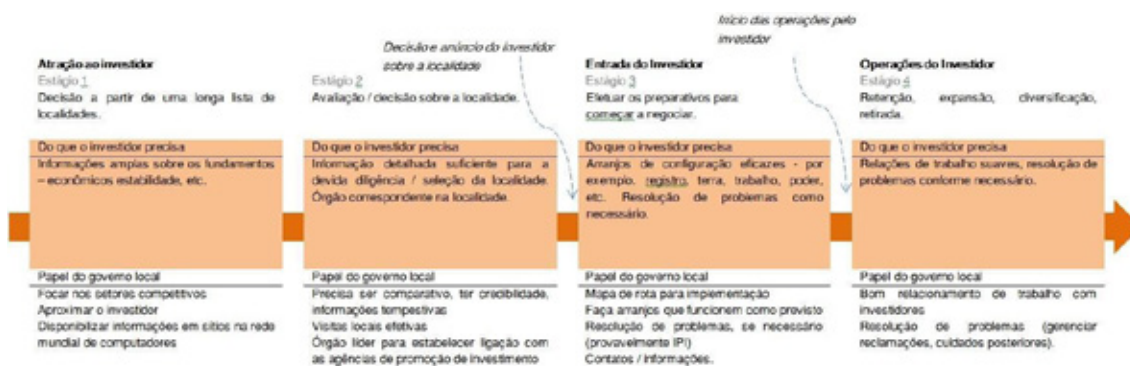 Decisão e anúncio do investidor
sobre a localidade
Início das operações pelo
investidor
Atração ao investidor
Estágio 1
Decisão a partir de uma longa lista de
localidades.
Do que o investidor precisa
Informações amplas sobre os fundamentos
– econômicos estabilidade, etc.
Papel do governo local
Focar nos setores competitivos
Aproximar o investidor
Disponibilizar informações em sítios na rede
mundial de computadores
Estágio 2
Avaliação / decisão sobre a localidade.
Do que o investidor precisa
Informação detalhada suficiente para a
devida diligência / seleção da localidade.
Órgão correspondente na localidade.
Papel do governo local
Precisa ser comparativo, ter credibilidade,
informações tempestivas
Visitas locais efetivas
Órgão líder para estabelecer ligação com
as agências de promoção de investimento
Entrada do Investidor
Estágio 3
Efetuar os preparativos para
começar a negociar.
Do que o investidor precisa
Arranjos de configuração eficazes - por
exemplo, registro, terra, trabalho, poder,
etc. Resolução de problemas como
necessário.
Papel do governo local
Mapa de rota para implementação
Faça arranjos que funcionem como previsto
Resolução de problemas, se necessário
(provavelmente IPI)
Contatos / informações.
Operações do Investidor
Estágio 4
Retenção, expansão, diversificação,
retirada.
Do que o investidor precisa
Relações de trabalho suaves, resolução de
problemas conforme necessário.
Papel do governo local
Bom relacionamento de trabalho com
investidores
Resolução de problemas (gerenciar
reclamações, cuidados posteriores).